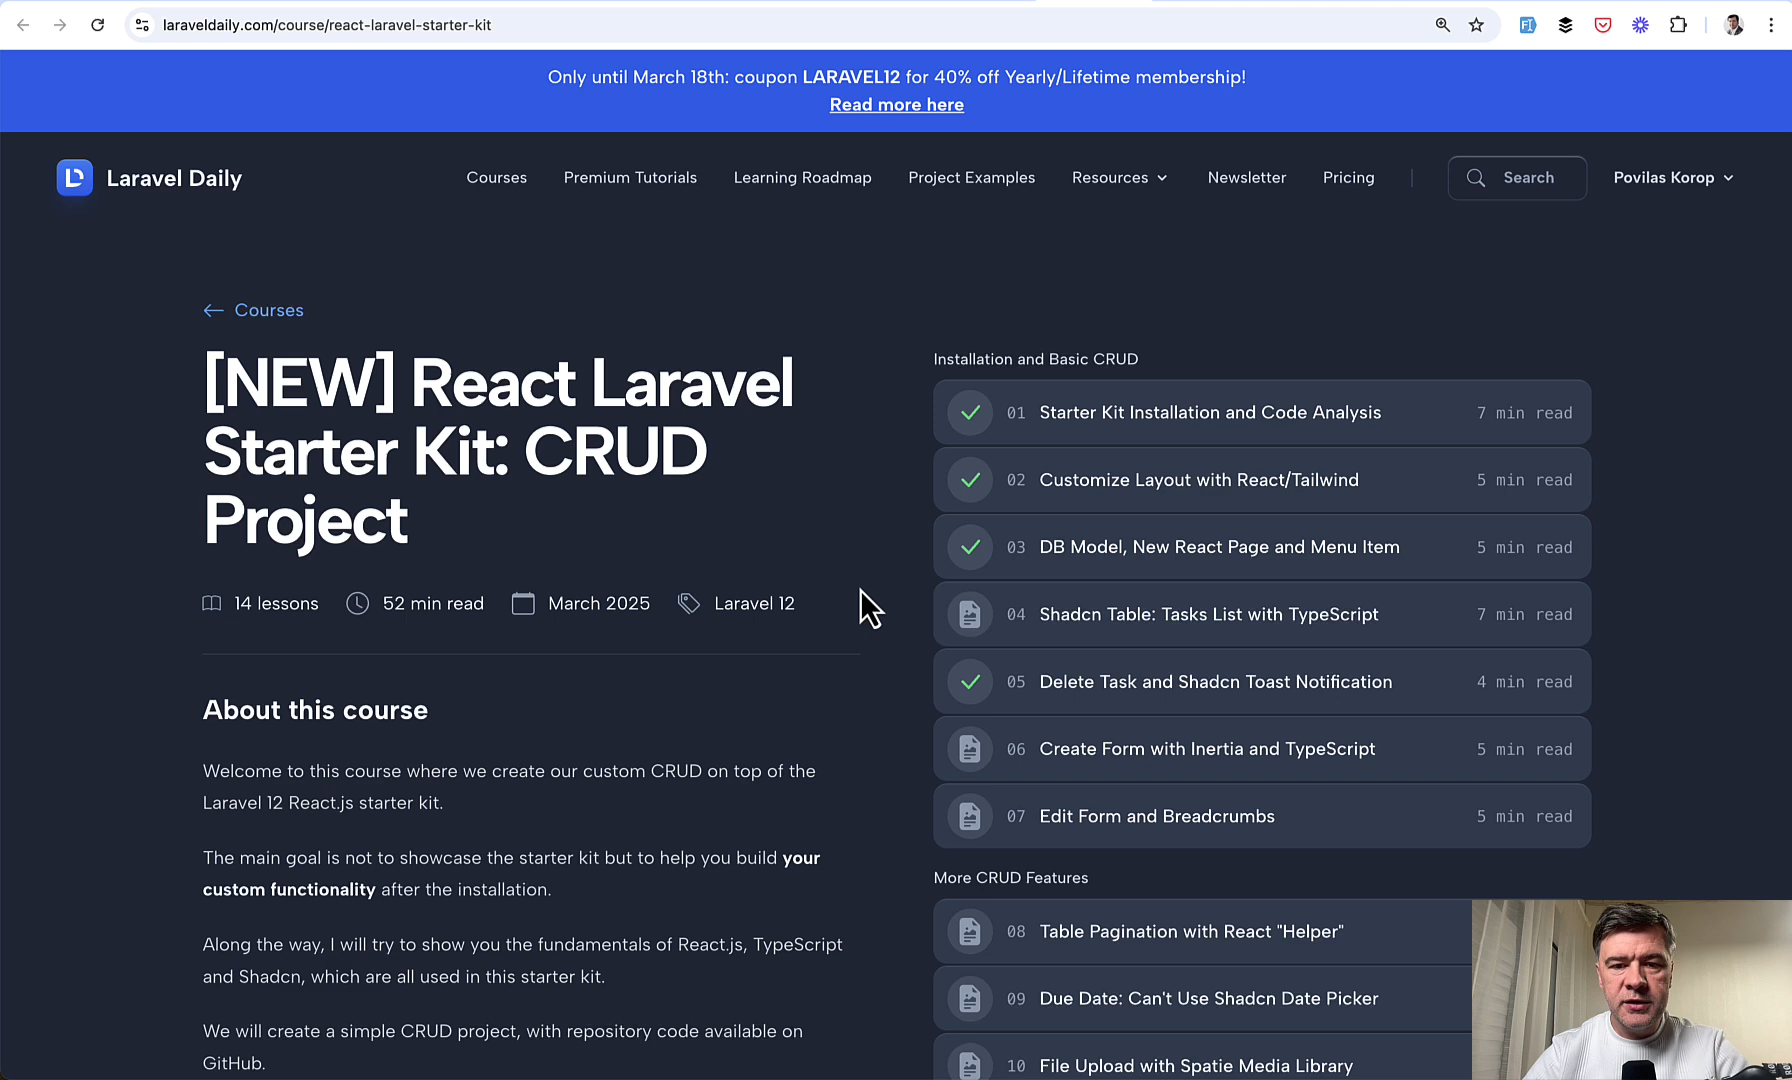 laraveldaily.com/course/react-laravel-starter-kit
Only until March 18th: coupon LARAVEL12 for 40% off Yearly/Lifetime membership!
Read more here
Laravel Daily
Courses
Premium Tutorials
Learning Roadmap
Project Examples
Resources
Newsletter
Pricing
Search
Povilas Korop
← Courses
[NEW] React Laravel
Starter Kit: CRUD
Project
14 lessons
52 min read
March 2025
Laravel 12
About this course
Welcome to this course where we create our custom CRUD on top of the
Laravel 12 React.js starter kit.
The main goal is not to showcase the starter kit but to help you build your
custom functionality after the installation.
Along the way, I will try to show you the fundamentals of React.js, TypeScript
and Shadcn, which are all used in this starter kit.
We will create a simple CRUD project, with repository code available on
GitHub.
Installation and Basic CRUD
01 Starter Kit Installation and Code Analysis 7 min read
02 Customize Layout with React/Tailwind 5 min read
03 DB Model, New React Page and Menu Item 5 min read
04 Shadcn Table: Tasks List with TypeScript 7 min read
05 Delete Task and Shadcn Toast Notification 4 min read
06 Create Form with Inertia and TypeScript 5 min read
07 Edit Form and Breadcrumbs 5 min read
More CRUD Features
08 Table Pagination with React "Helper"
09 Due Date: Can't Use Shadcn Date Picker
10 File Upload with Spatie Media Library